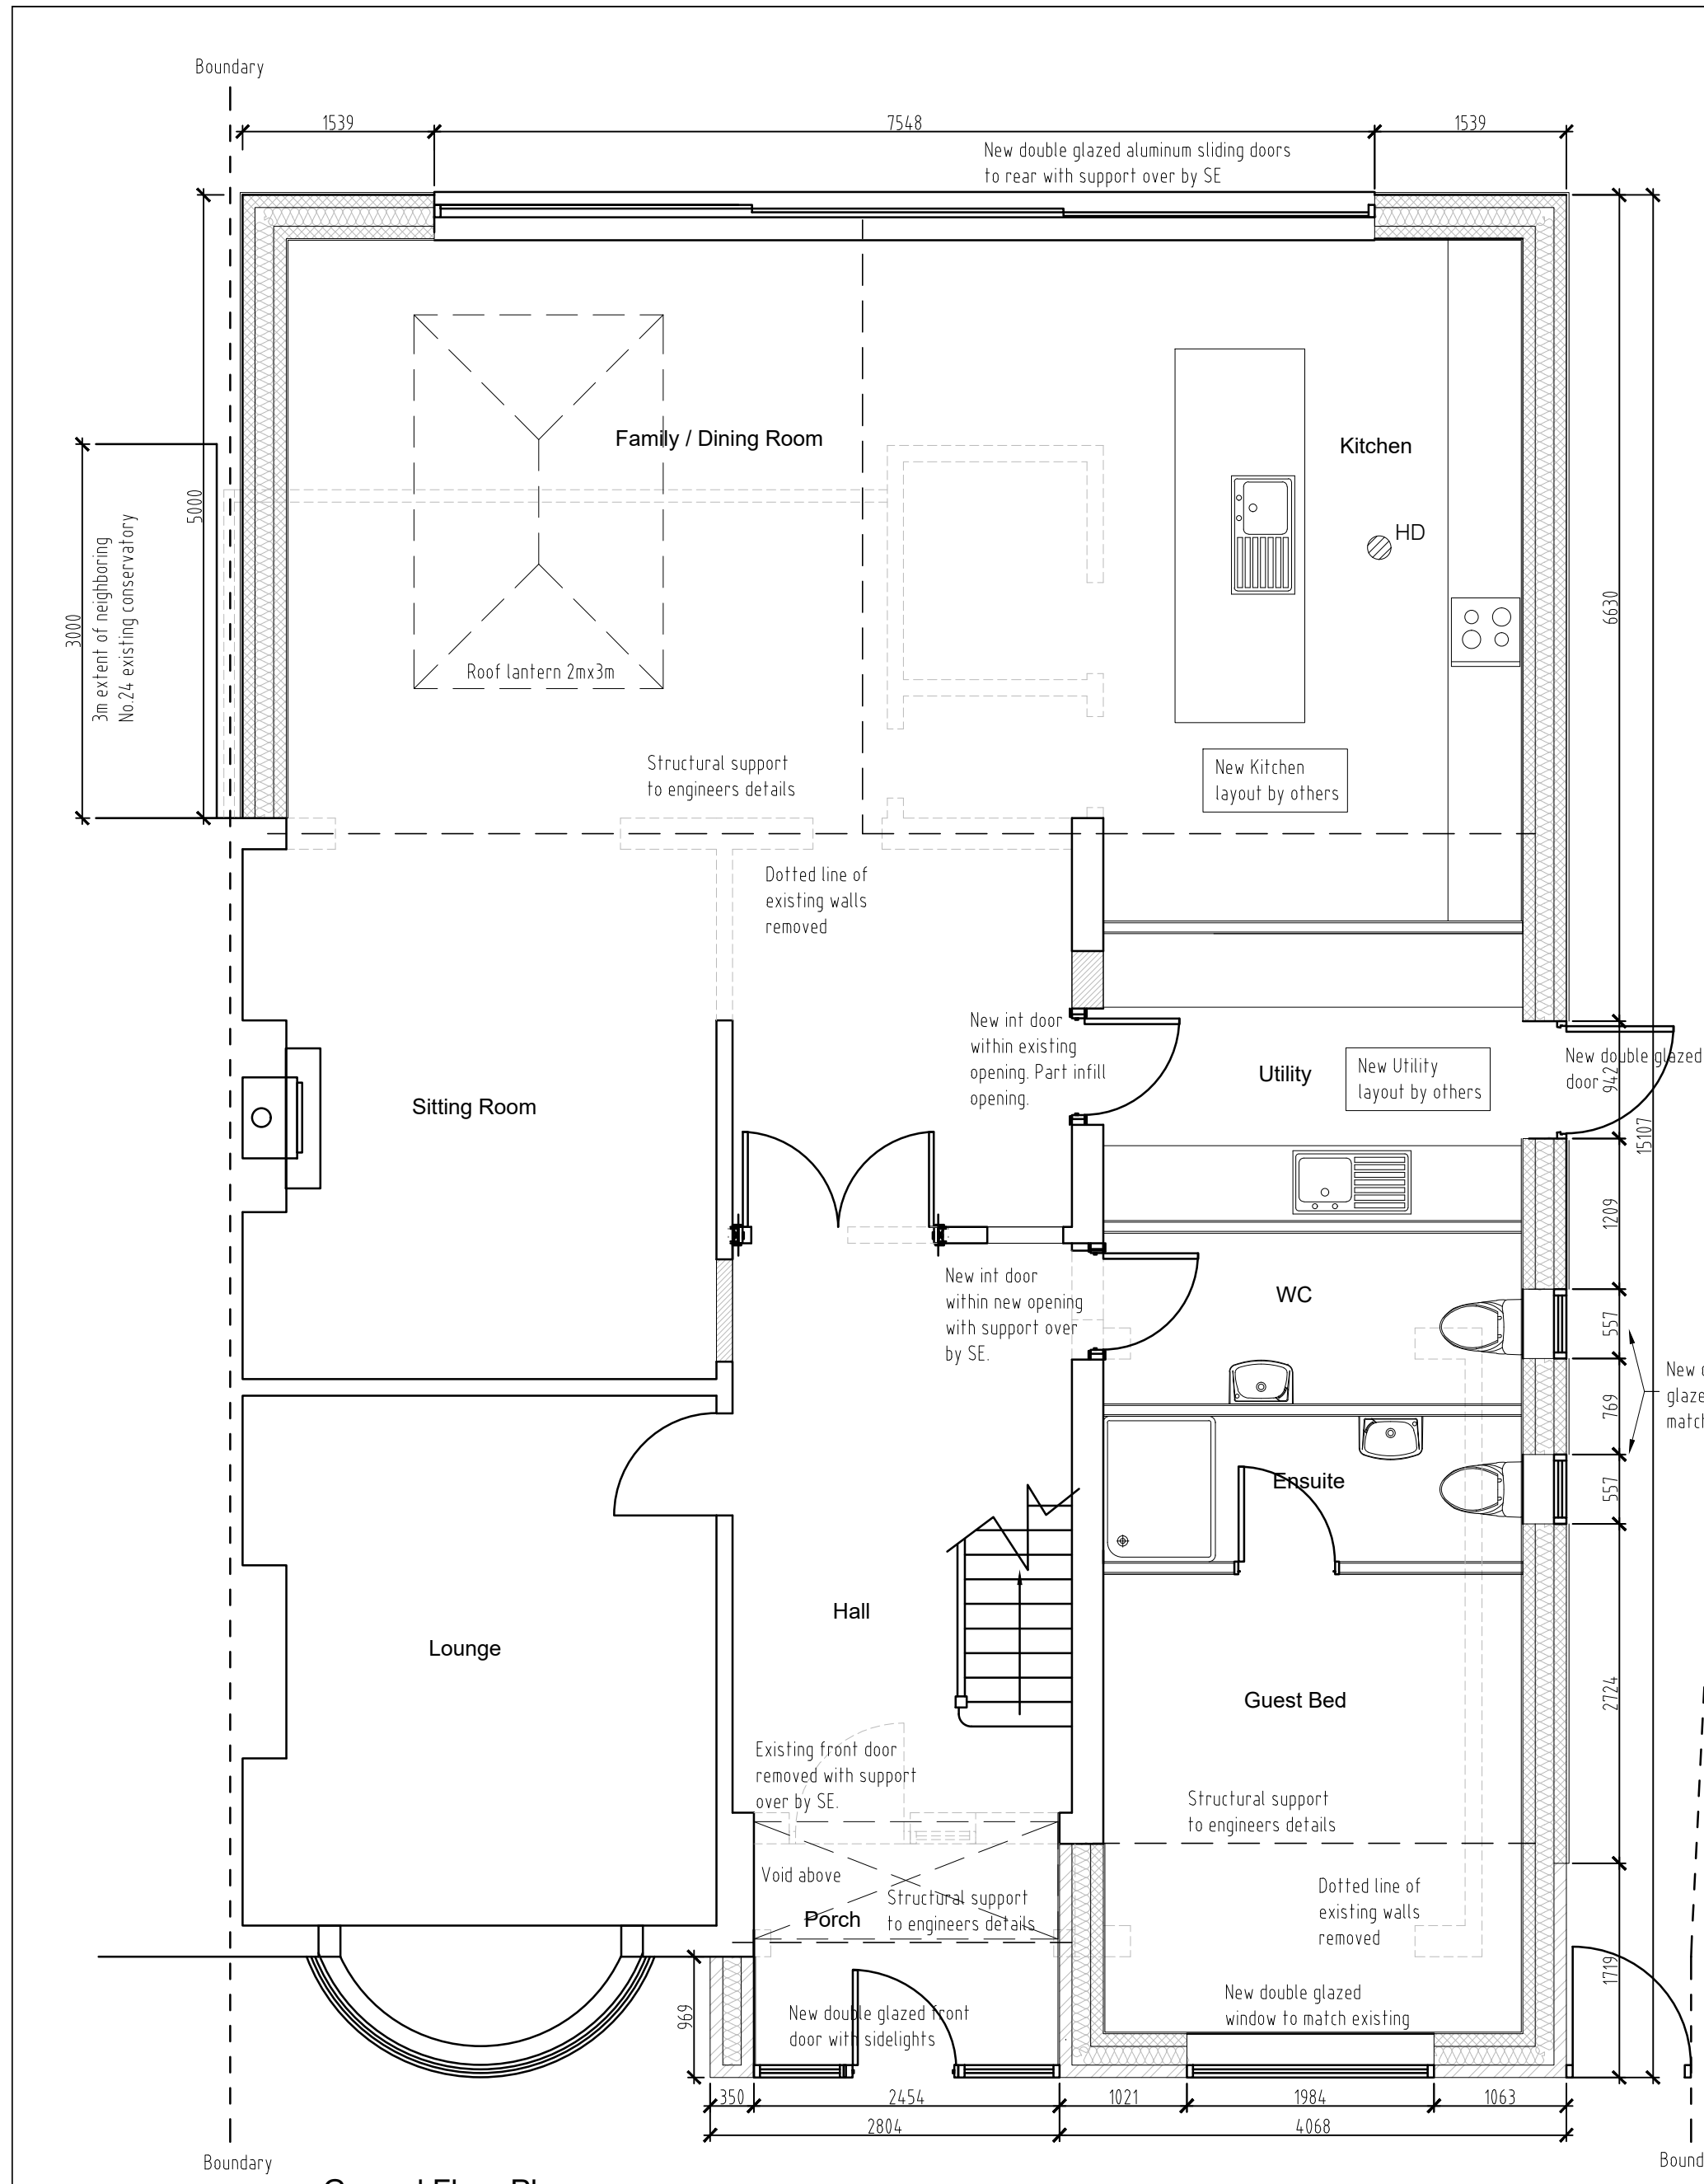 Boundary
1539
7548
1539
New double glazed aluminum sliding doors
to rear with support over by SE
Family / Dining Room
Kitchen
HD
5000
3000
3m extent of neighboring
No.24 existing conservatory
6630
Roof lantern 2mx3m
Structural support
to engineers details
New Kitchen
layout by others
Dotted line of
existing walls
removed
New int door
within existing
opening. Part infill
opening.
Utility
New Utility
layout by others
New double glazed
door
942
15107
Sitting Room
1209
New int door
within new opening
with support over
by SE.
WC
557
769
New
glaze
match
557
Ensuite
Hall
Lounge
Guest Bed
2724
Existing front door
removed with support
over by SE.
Structural support
to engineers details
Void above
Structural support
to engineers details
Porch
Dotted line of
existing walls
removed
1719
969
New double glazed front
door with sidelights
New double glazed
window to match existing
350
2454
1021
1984
1063
2804
4068
Boundary
Bound